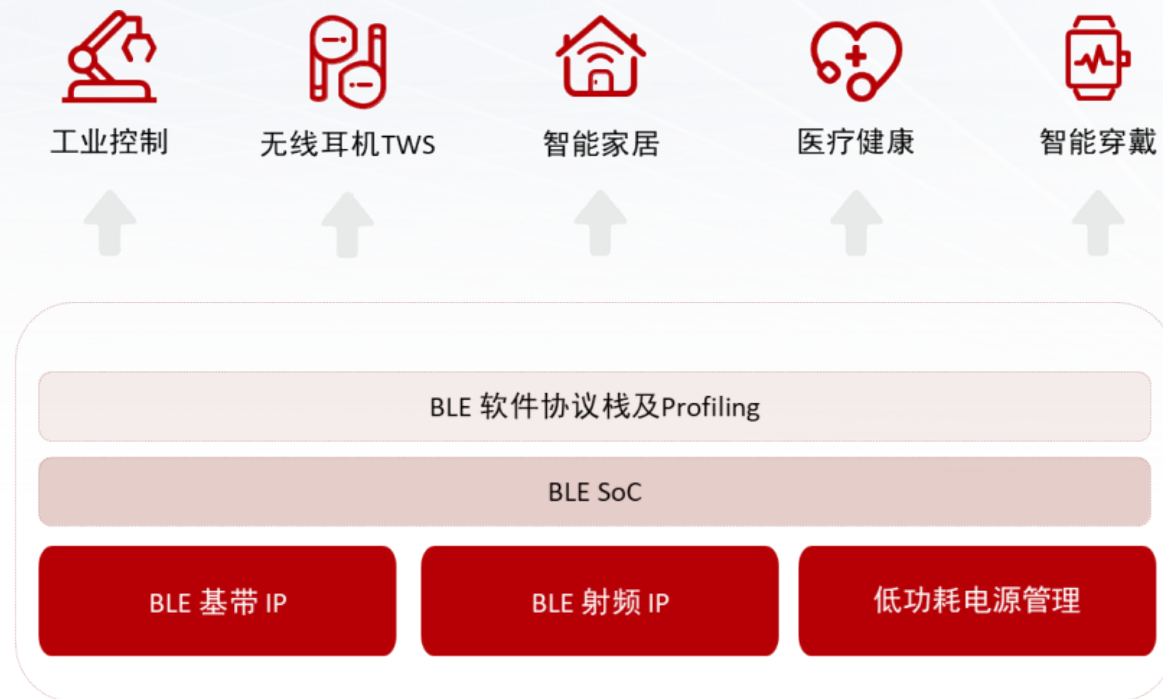 工业控制
无线耳机TWS
智能家居
医疗健康
智能穿戴
BLE 软件协议栈及Profiling
BLE SoC
BLE 基带 IP
BLE 射频 IP
低功耗电源管理